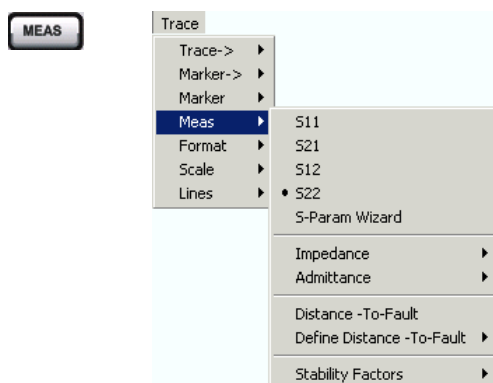 MEAS
Trace
Trace->
Marker->
Marker
Meas
Format
Scale
Lines
S11
S21
S12
S22
S-Param Wizard
Impedance
Admittance
Distance -To-Fault
Define Distance -To-Fault
Stability Factors